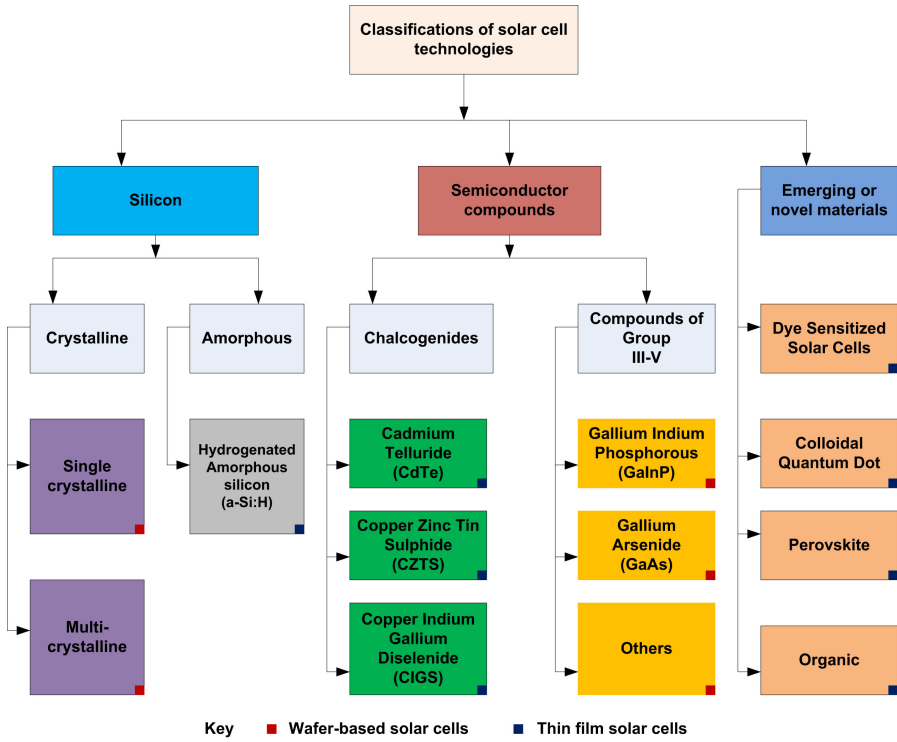 Classifications of solar cell
technologies
Silicon
Semiconductor
compounds
Emerging or
novel materials
Crystalline
Amorphous
Chalcogenides
Compounds of
Group
III-V
Dye Sensitized
Solar Cells
Single
crystalline
Hydrogenated
Amorphous
silicon
(a-Si:H)
Cadmium
Telluride
(CdTe)
Gallium Indium
Phosphorous
(GaInP)
Colloidal
Quantum Dot
Copper Zinc Tin
Sulphide
(CZTS)
Gallium
Arsenide
(GaAs)
Perovskite
Multi-
crystalline
Copper Indium
Gallium
Diselenide
(CIGS)
Others
Organic
Key
Wafer-based solar cells
Thin film solar cells